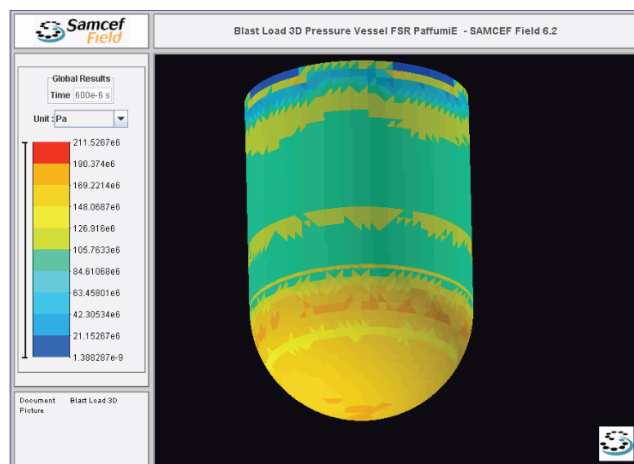 Samcef
Field
Blast Load 3D Pressure Vessel FSR PaffumiE - SAMCEF Field 6.2
Global Results
Time 600e-6 s
Unit : Pa
211.5267e6
190.374e6
169.2214e6
148.0687e6
126.916e6
105.7633e6
84.61068e6
63.45801e6
42.30534e6
21.15267e6
1.388287e-9
Document Blast Load 3D
Picture